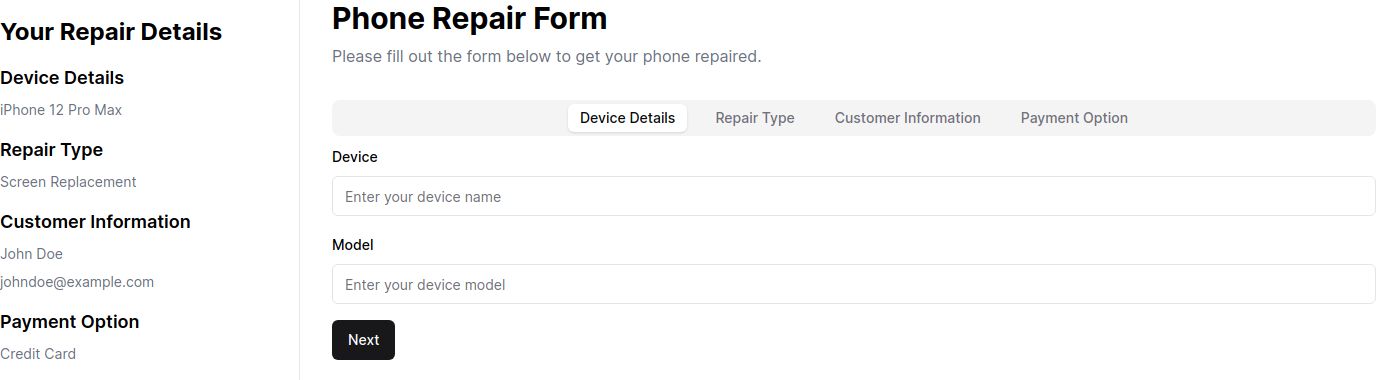 Your Repair Details
Device Details
iPhone 12 Pro Max
Repair Type
Screen Replacement
Customer Information
John Doe
johndoe@example.com
Payment Option
Credit Card
Phone Repair Form
Please fill out the form below to get your phone repaired.
Device Details Repair Type Customer Information Payment Option
Device
Enter your device name
Model
Enter your device model
Next